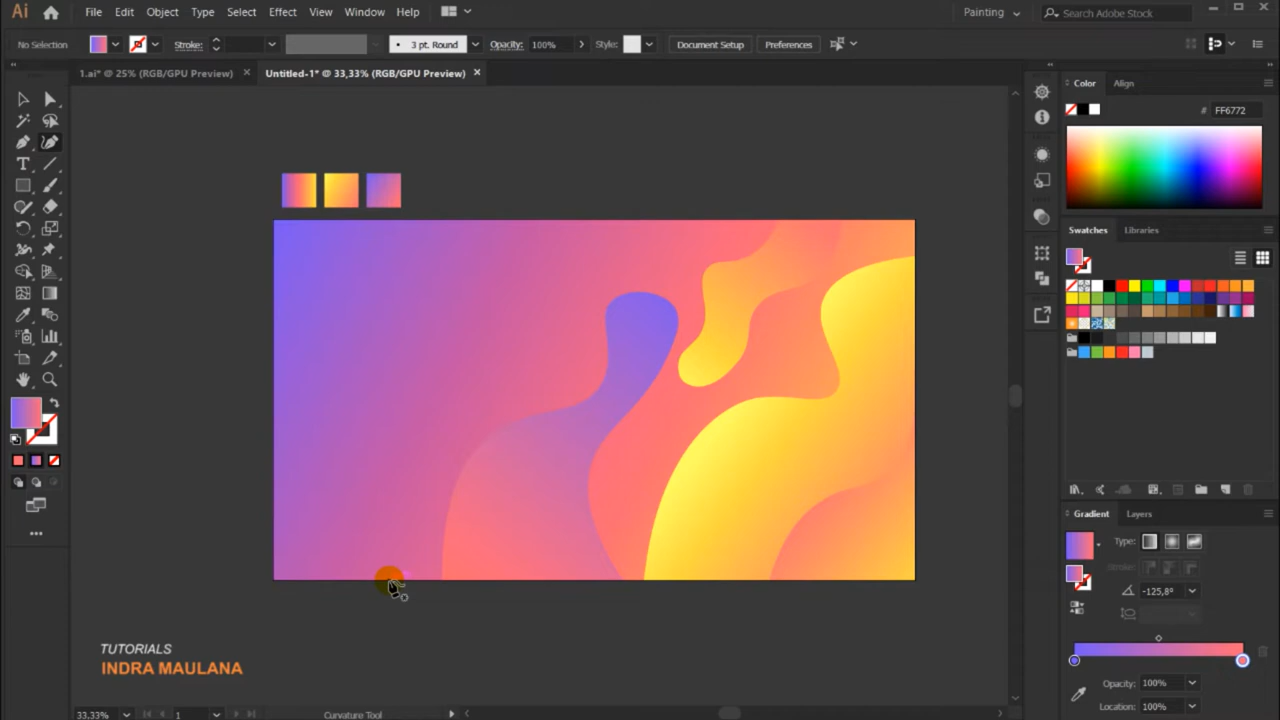 Ai File Edit Object Type Select Effect View Window Help Painting Search Adobe Stock
No Selection Stroke: 3 pt. Round Opacity: 100% Style: Document Setup Preferences
1.ai* @ 25% (RGB/GPU Preview) Untitled-1* @ 33,33% (RGB/GPU Preview)
Color Align
# FF6772
Swatches Libraries
Gradient Layers
Type:
Stroke:
-125,8°
Opacity: 100%
Location: 100%
TUTORIALS
INDRA MAULANA
33,33% 1 Curvature Tool